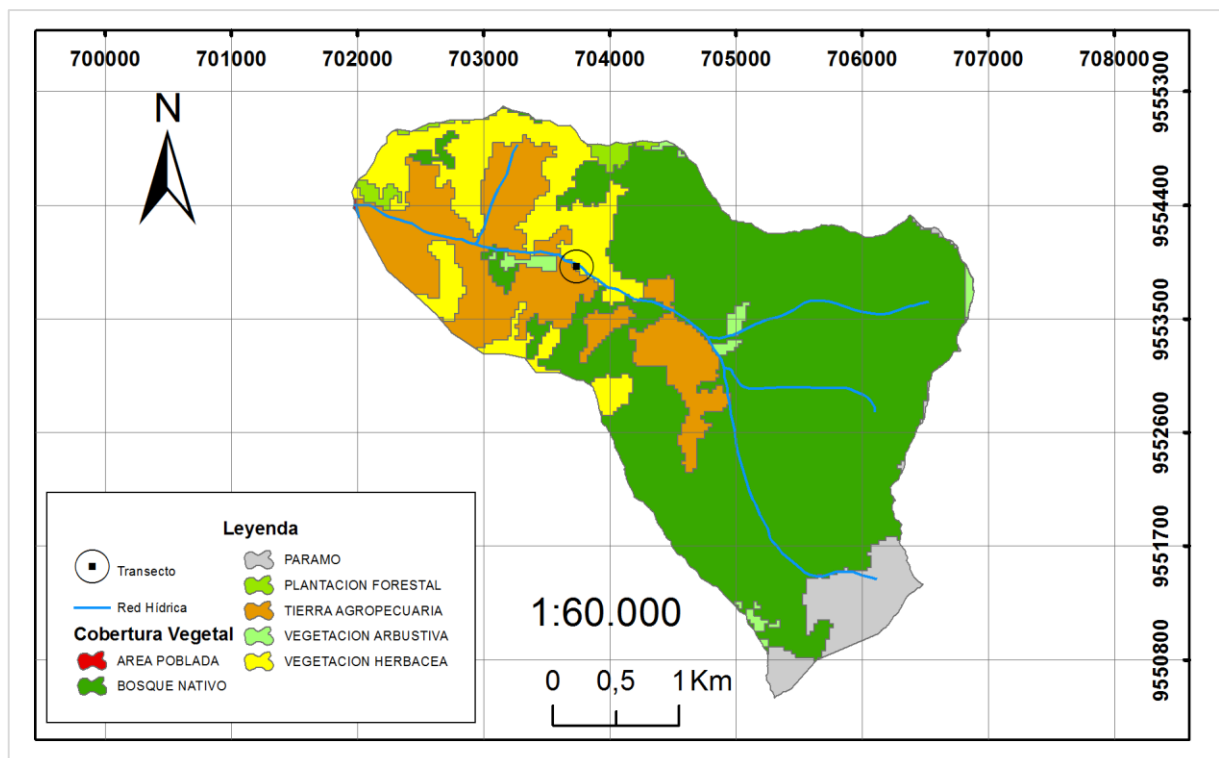 700000 701000 702000 703000 704000 705000 706000 707000 708000
9555300
9554400
9553500
9552600
9551700
9550800
N
Leyenda
Transecto
Red Hídrica
Cobertura Vegetal
AREA POBLADA
BOSQUE NATIVO
PARAMO
PLANTACION FORESTAL
TIERRA AGROPECUARIA
VEGETACION ARBUSTIVA
VEGETACION HERBACEA
1:60.000
0 0,5 1 Km